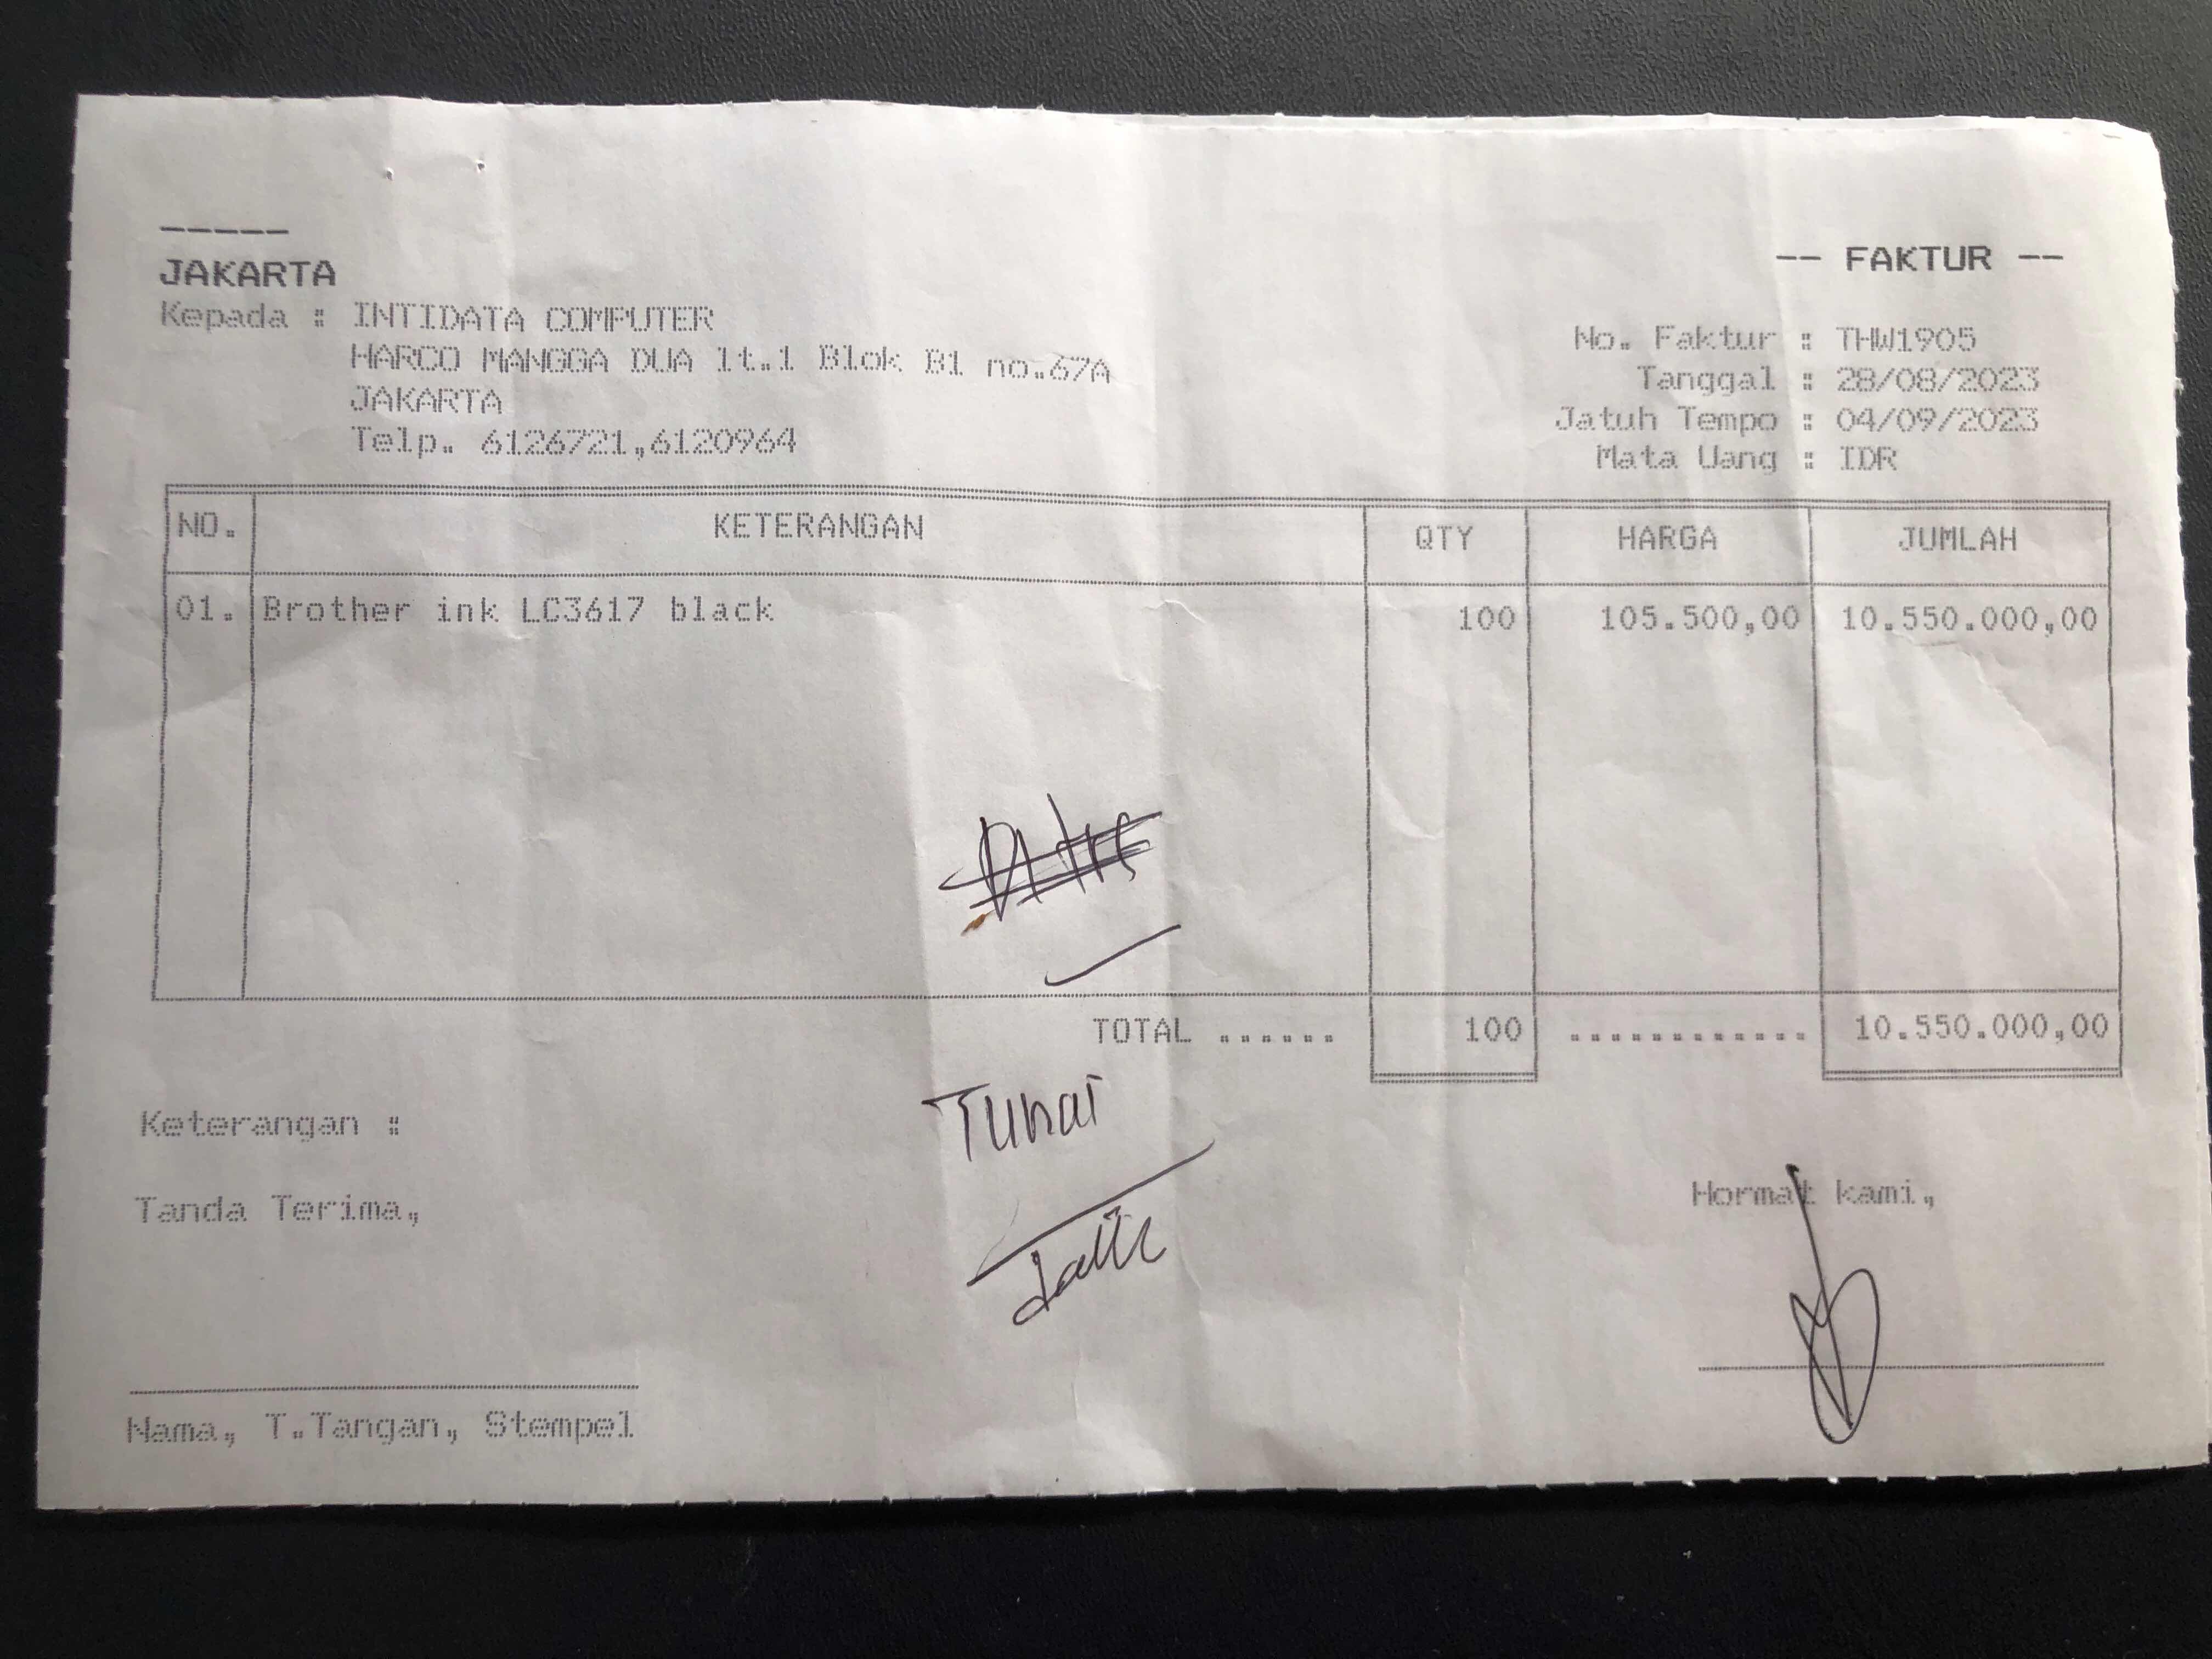 -----
JAKARTA
-- FAKTUR --
Kepada : INTIDATA COMPUTER
HARCO MANGGA DUA lt.1 Blok B1 no.67A
JAKARTA
Telp. 6126721,6120964
No. Faktur : THW1905
Tanggal : 28/08/2023
Jatuh Tempo : 04/09/2023
Mata Uang : IDR
NO. KETERANGAN QTY HARGA JUMLAH
01. Brother ink LC3617 black 100 105.500,00 10.550.000,00
TOTAL ...... 100 ............ 10.550.000,00
Tunai
Keterangan :
Tanda Terima,
Hormat kami,
Nama, T.Tangan, Stempel